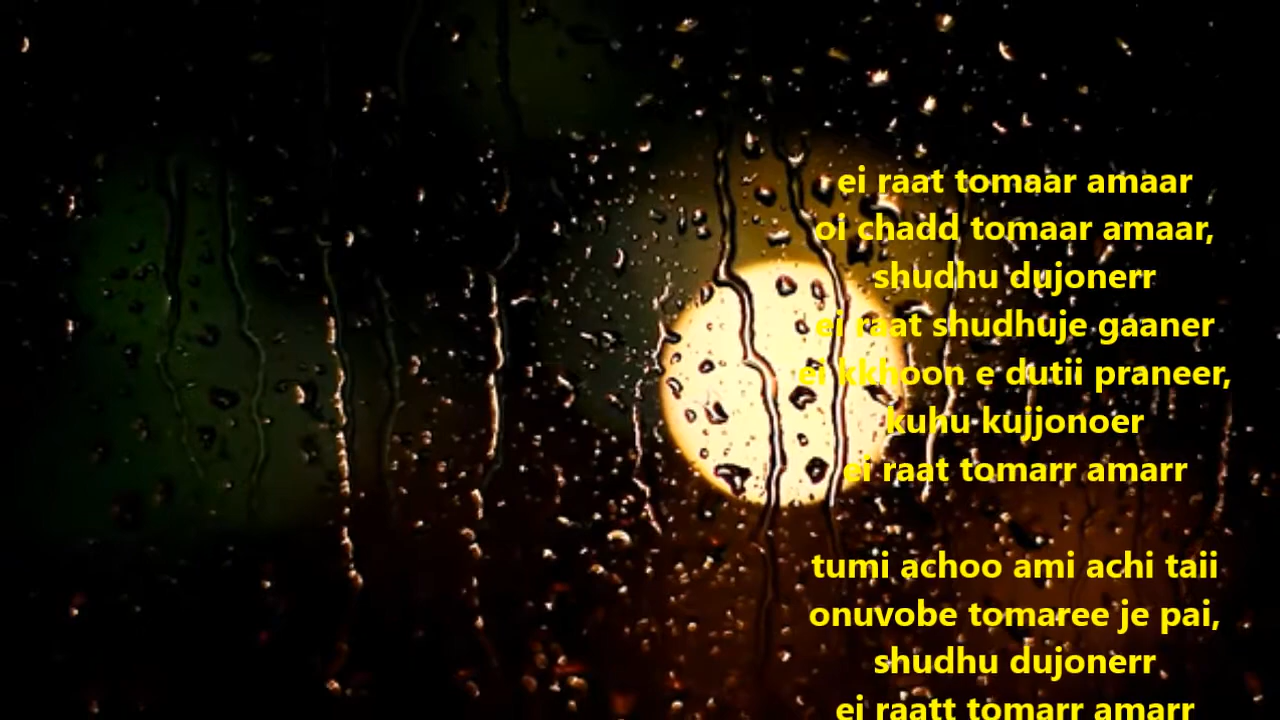 ei raat tomaar amaar
oi chadd tomaar amaar,
shudhu dujonerr
ei raat shudhuje gaaner
ei kkhoon e dutii praneer,
kuhu kujjonoer
ei raat tomarr amarr
tumi achoo ami achi taii
onuvobe tomaree je pai,
shudhu dujonerr
ei raatt tomarr amarr